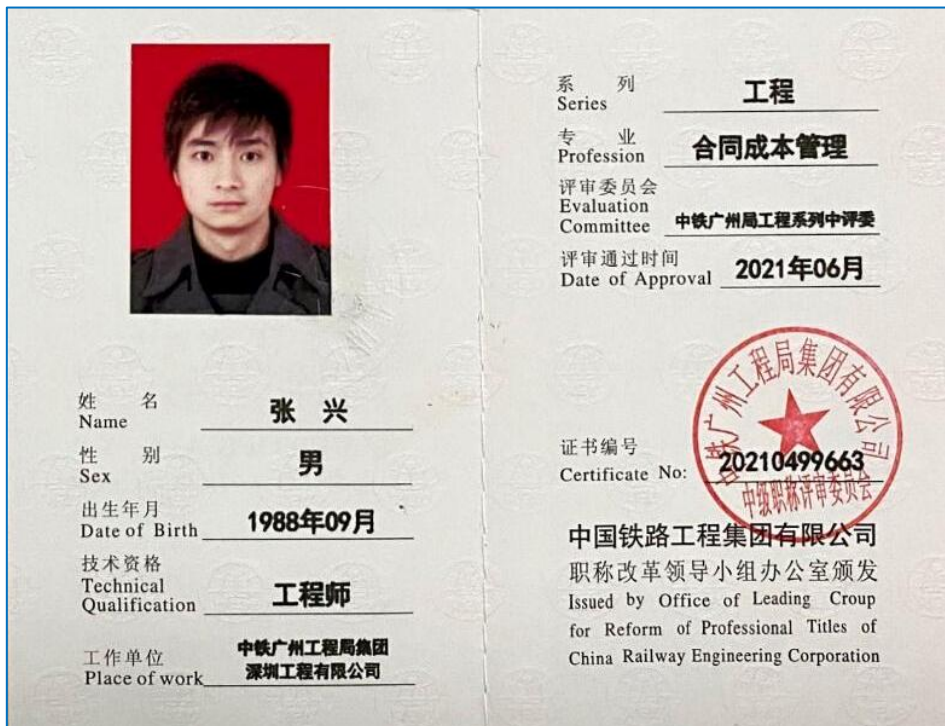 姓 名 张 兴
Name
性 别 男
Sex
出生年月 1988年09月
Date of Birth
技术资格
Technical 工程师
Qualification
工作单位 中铁广州工程局集团
Place of work 深圳工程有限公司
系 列 工程
Series
专 业 合同成本管理
Profession
评审委员会
Evaluation
Committee 中铁广州局工程系列中评委
评审通过时间 2021年06月
Date of Approval
中铁广州工程局集团有限公司
证书编号
Certificate No: 20210499663
中级职称评审委员会
中国铁路工程集团有限公司
职称改革领导小组办公室颁发
Issued by Office of Leading Croup
for Reform of Professional Titles of
China Railway Engineering Corporation